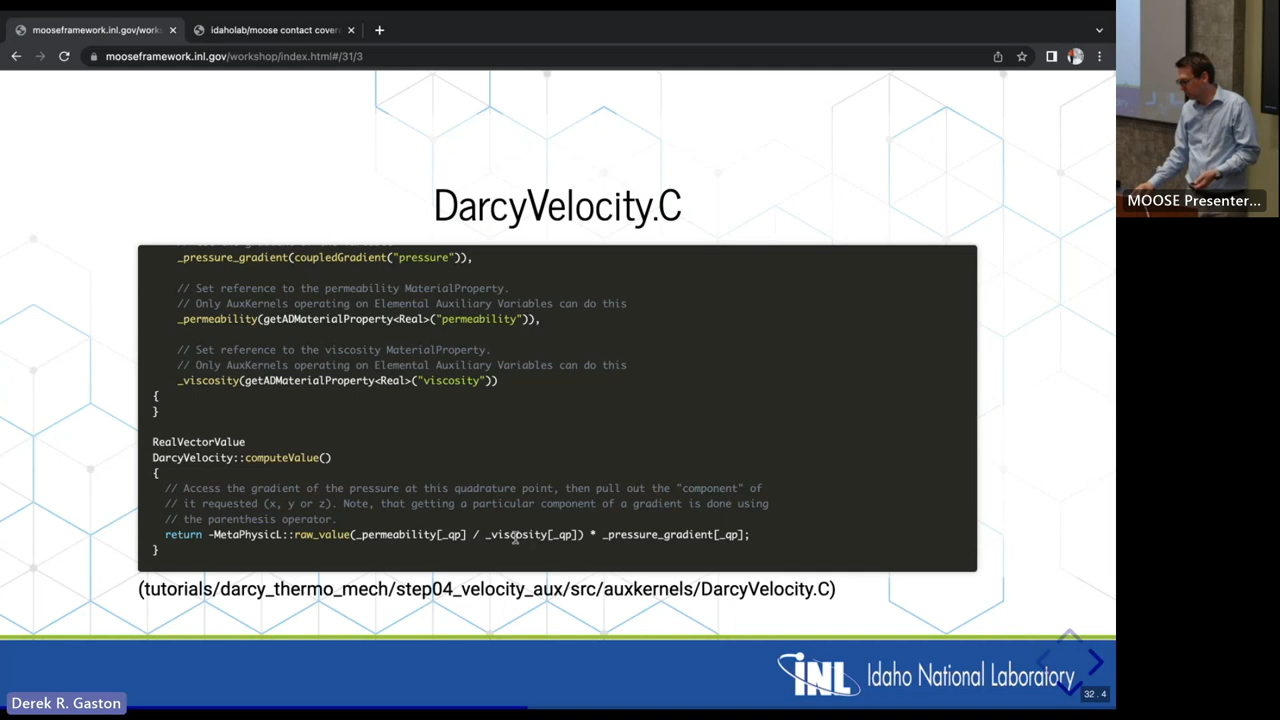 mooseframework.inl.gov/works
idaholab/moose contact cover
mooseframework.inl.gov/workshop/index.html#/31/3
DarcyVelocity.C
_pressure_gradient(coupledGradient("pressure")),
// Set reference to the permeability MaterialProperty.
// Only AuxKernels operating on Elemental Auxiliary Variables can do this
_permeability(getADMaterialProperty<Real>("permeability")),
// Set reference to the viscosity MaterialProperty.
// Only AuxKernels operating on Elemental Auxiliary Variables can do this
_viscosity(getADMaterialProperty<Real>("viscosity"))
{
}
RealVectorValue
DarcyVelocity::computeValue()
{
// Access the gradient of the pressure at this quadrature point, then pull out the "component" of
// it requested (x, y or z). Note, that getting a particular component of a gradient is done using
// the parenthesis operator.
return -MetaPhysicL::raw_value(_permeability[_qp] / _viscosity[_qp]) * _pressure_gradient[_qp];
}
(tutorials/darcy_thermo_mech/step04_velocity_aux/src/auxkernels/DarcyVelocity.C)
INL Idaho National Laboratory
32.4
Derek R. Gaston
MOOSE Presenter...